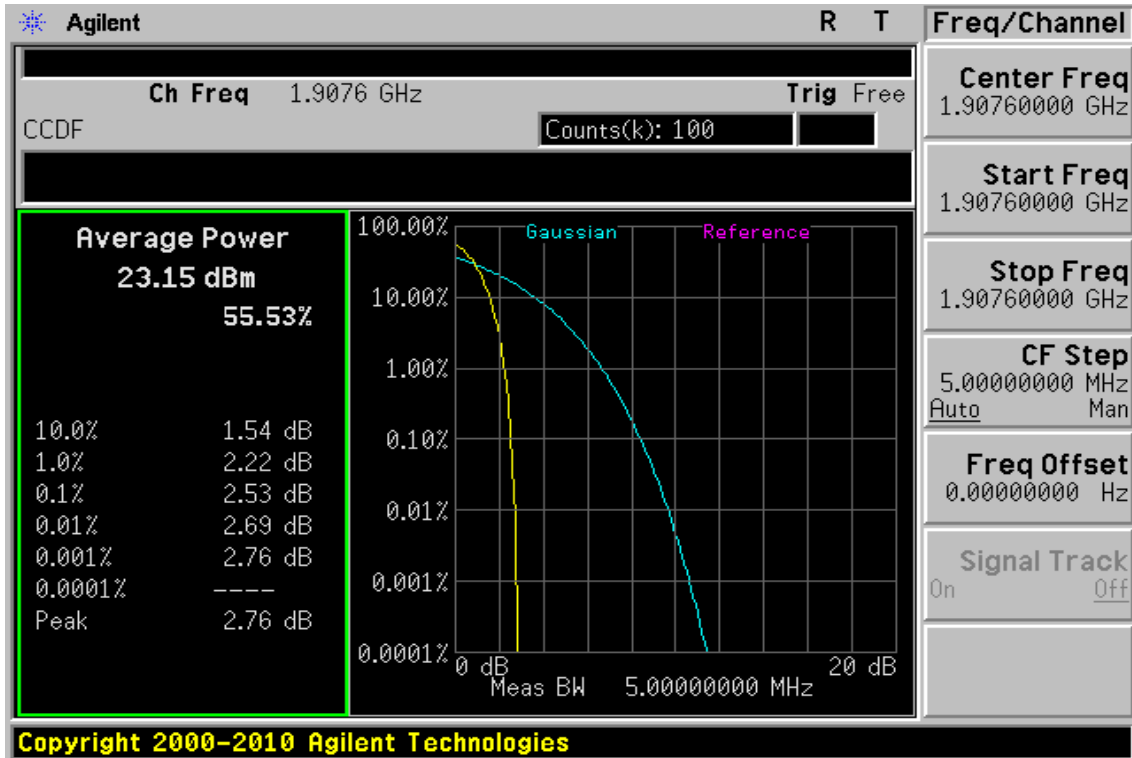 Agilent R T
Ch Freq 1.9076 GHz Trig Free
CCDF Counts(k): 100
Average Power
23.15 dBm
55.53%
10.0% 1.54 dB
1.0% 2.22 dB
0.1% 2.53 dB
0.01% 2.69 dB
0.001% 2.76 dB
0.0001% ----
Peak 2.76 dB
Gaussian Reference
100.00%
10.00%
1.00%
0.10%
0.01%
0.001%
0.0001%
0 dB 20 dB
Meas BW 5.00000000 MHz
Freq/Channel
Center Freq
1.90760000 GHz
Start Freq
1.90760000 GHz
Stop Freq
1.90760000 GHz
CF Step
5.00000000 MHz
Auto Man
Freq Offset
0.00000000 Hz
Signal Track
On Off
Copyright 2000-2010 Agilent Technologies